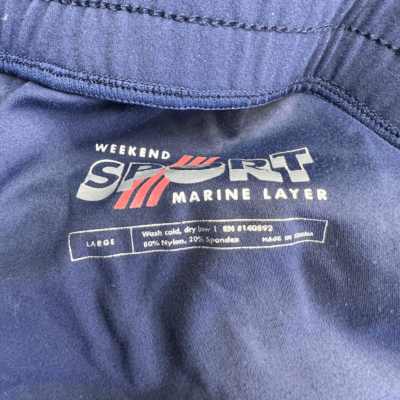 WEEKEND
SPORT
MARINE LAYER
LARGE
Wash cold, dry low | RN #140892
80% Nylon, 20% Spandex MADE IN CHINA